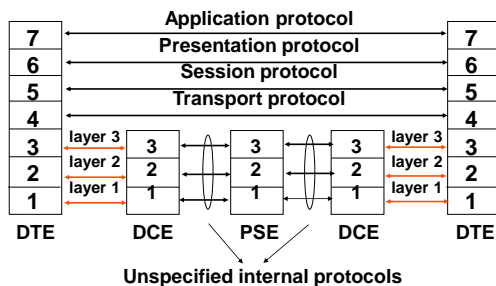 Application protocol
7 7
Presentation protocol
6 6
Session protocol
5 5
Transport protocol
4 4
layer 3 layer 3
3 3 3 3 3
layer 2 layer 2
2 2 2 2 2
layer 1 layer 1
1 1 1 1 1
DTE DCE PSE DCE DTE
Unspecified internal protocols